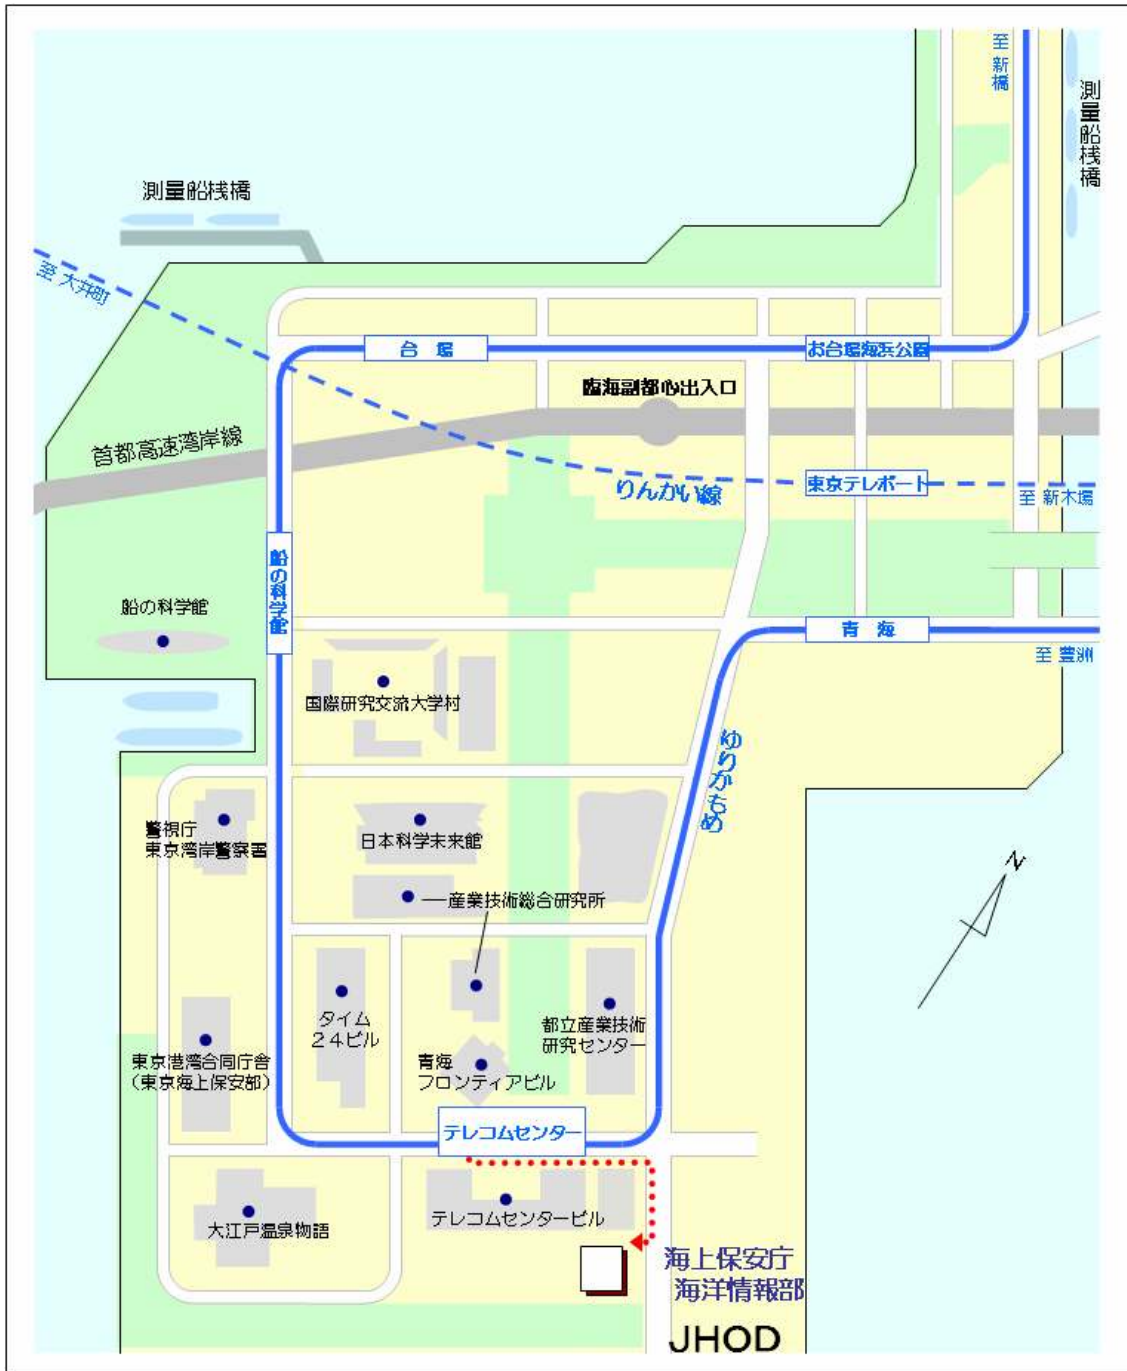 至 新橋
測量船桟橋
測量船桟橋
至 大井町
台 場
お台場海浜公園
臨海副都心出入口
首都高速湾岸線
りんかい線
東京テレポート
至 新木場
船の科学館
船の科学館
青 海
至 豊洲
国際研究交流大学村
ゆりかもめ
警視庁
東京湾岸警察署
日本科学未来館
産業技術総合研究所
N
タイム
24ビル
都立産業技術
研究センター
東京港湾合同庁舎
(東京海上保安部)
青海
フロンティアビル
テレコムセンター
大江戸温泉物語
テレコムセンタービル
海上保安庁
海洋情報部
JHOD